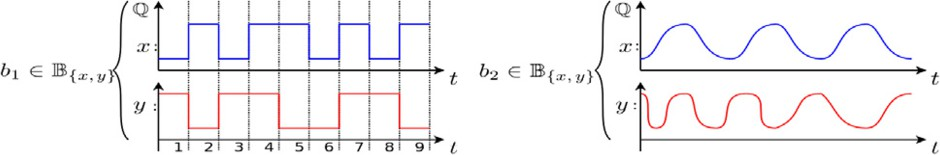 ℚ
x:
b₁ ∈ 𝔹{x,y}
t
y :
1 2 3 4 5 6 7 8 9
t
ℚ
x:
b₂ ∈ 𝔹{x,y}
t
y :
t